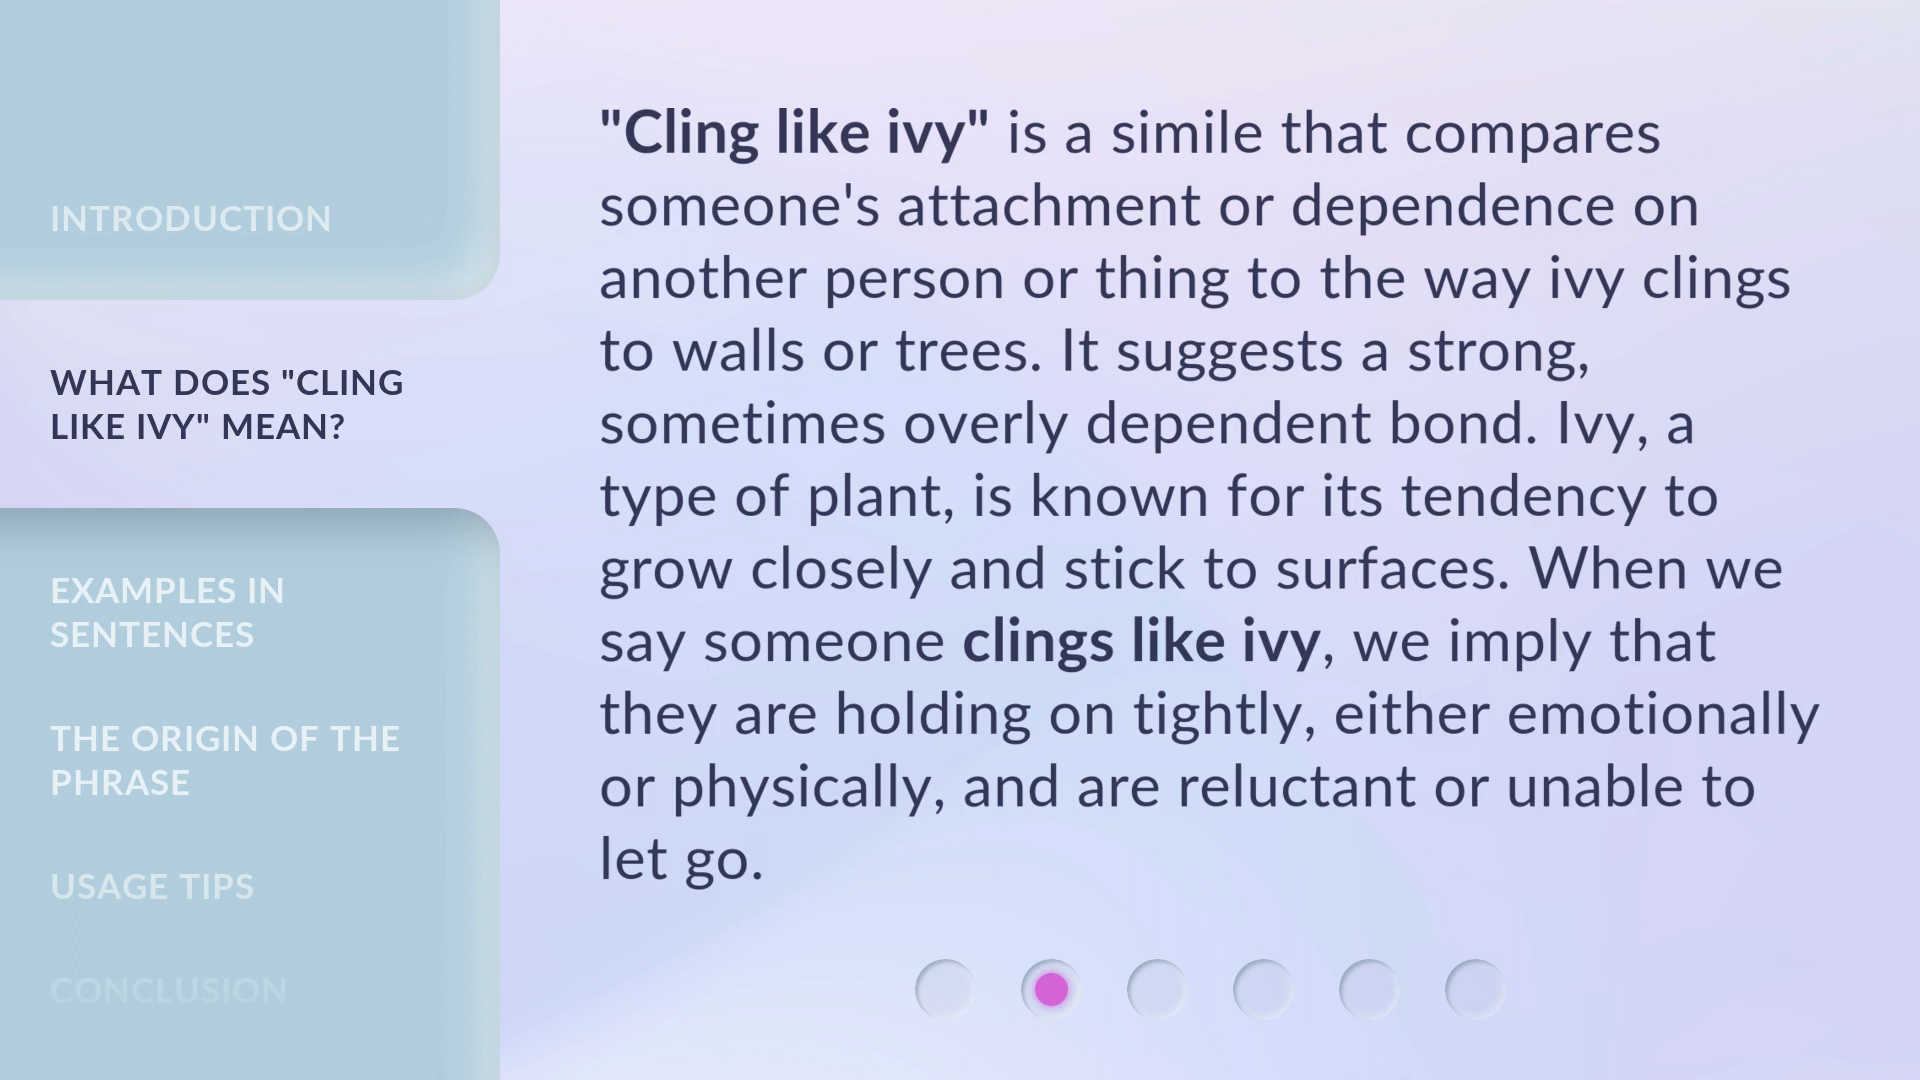 INTRODUCTION
WHAT DOES "CLING
LIKE IVY" MEAN?
EXAMPLES IN
SENTENCES
THE ORIGIN OF THE
PHRASE
USAGE TIPS
CONCLUSION
"Cling like ivy" is a simile that compares
someone's attachment or dependence on
another person or thing to the way ivy clings
to walls or trees. It suggests a strong,
sometimes overly dependent bond. Ivy, a
type of plant, is known for its tendency to
grow closely and stick to surfaces. When we
say someone clings like ivy, we imply that
they are holding on tightly, either emotionally
or physically, and are reluctant or unable to
let go.